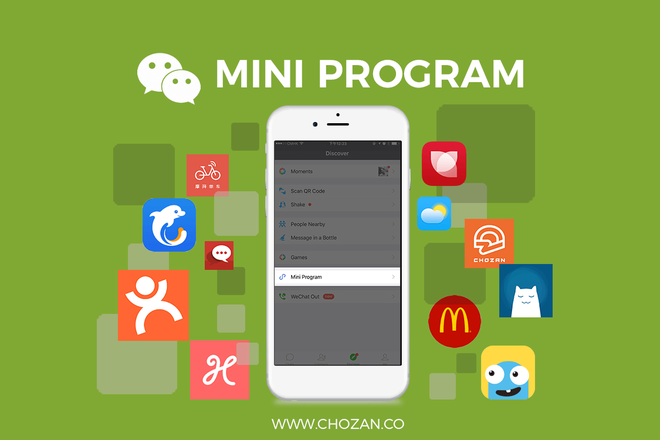 MINI PROGRAM
Discover
Moments
Scan QR Code
Shake
People Nearby
Message in a Bottle
Games
Mini Program
WeChat Out
CHOZAN
WWW.CHOZAN.CO